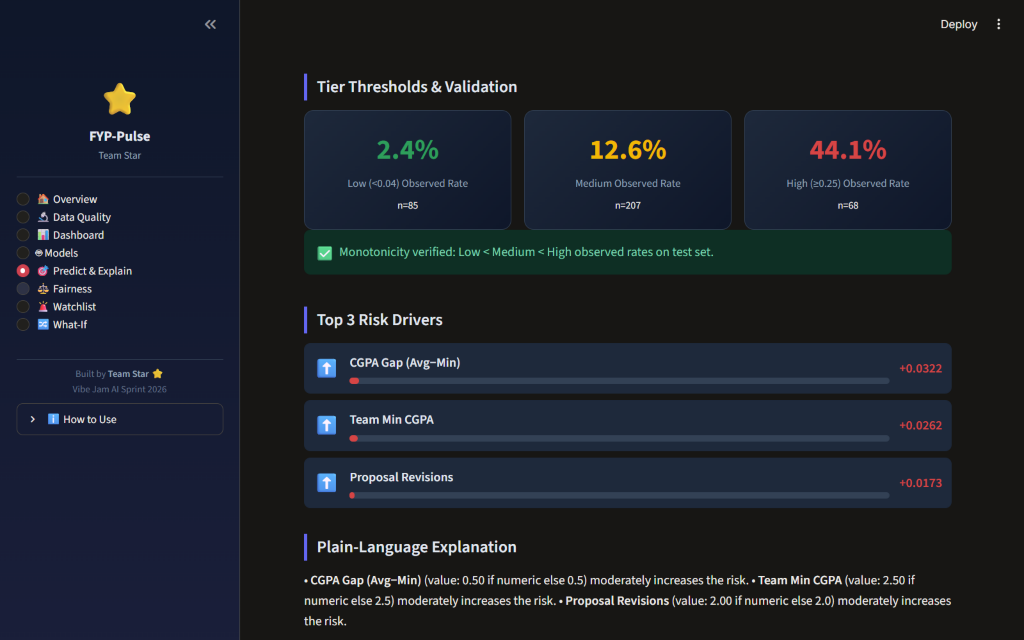 Deploy
FYP-Pulse
Team Star
Overview
Data Quality
Dashboard
Models
Predict & Explain
Fairness
Watchlist
What-If
Built by Team Star
Vibe Jam AI Sprint 2026
How to Use
Tier Thresholds & Validation
2.4%
Low (<0.04) Observed Rate
n=85
12.6%
Medium Observed Rate
n=207
44.1%
High (≥0.25) Observed Rate
n=68
Monotonicity verified: Low < Medium < High observed rates on test set.
Top 3 Risk Drivers
CGPA Gap (Avg–Min)
+0.0322
Team Min CGPA
+0.0262
Proposal Revisions
+0.0173
Plain-Language Explanation
• CGPA Gap (Avg–Min) (value: 0.50 if numeric else 0.5) moderately increases the risk. • Team Min CGPA (value: 2.50 if
numeric else 2.5) moderately increases the risk. • Proposal Revisions (value: 2.00 if numeric else 2.0) moderately increases
the risk.